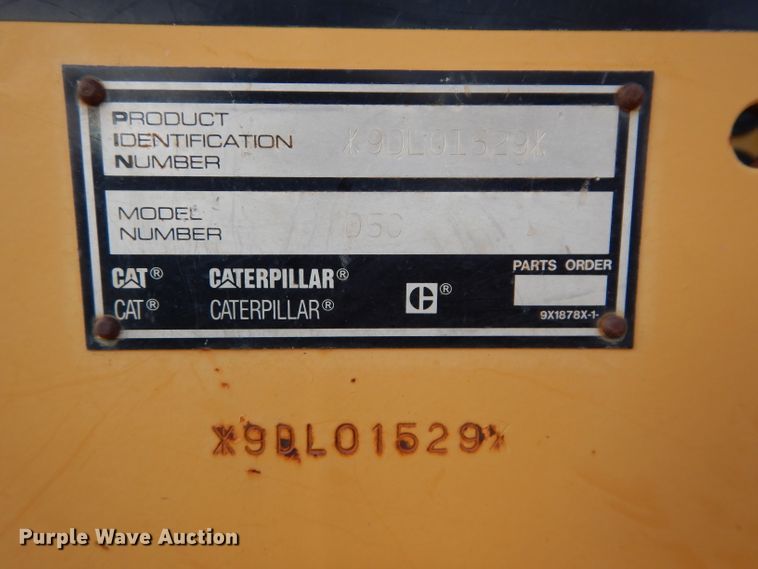 PRODUCT
IDENTIFICATION
NUMBER
*9DL01529*
MODEL
NUMBER
D5C
CAT® CATERPILLAR®
CAT® CATERPILLAR® C®
PARTS ORDER
9X1878X-1-
*9DL01529*
Purple Wave Auction®